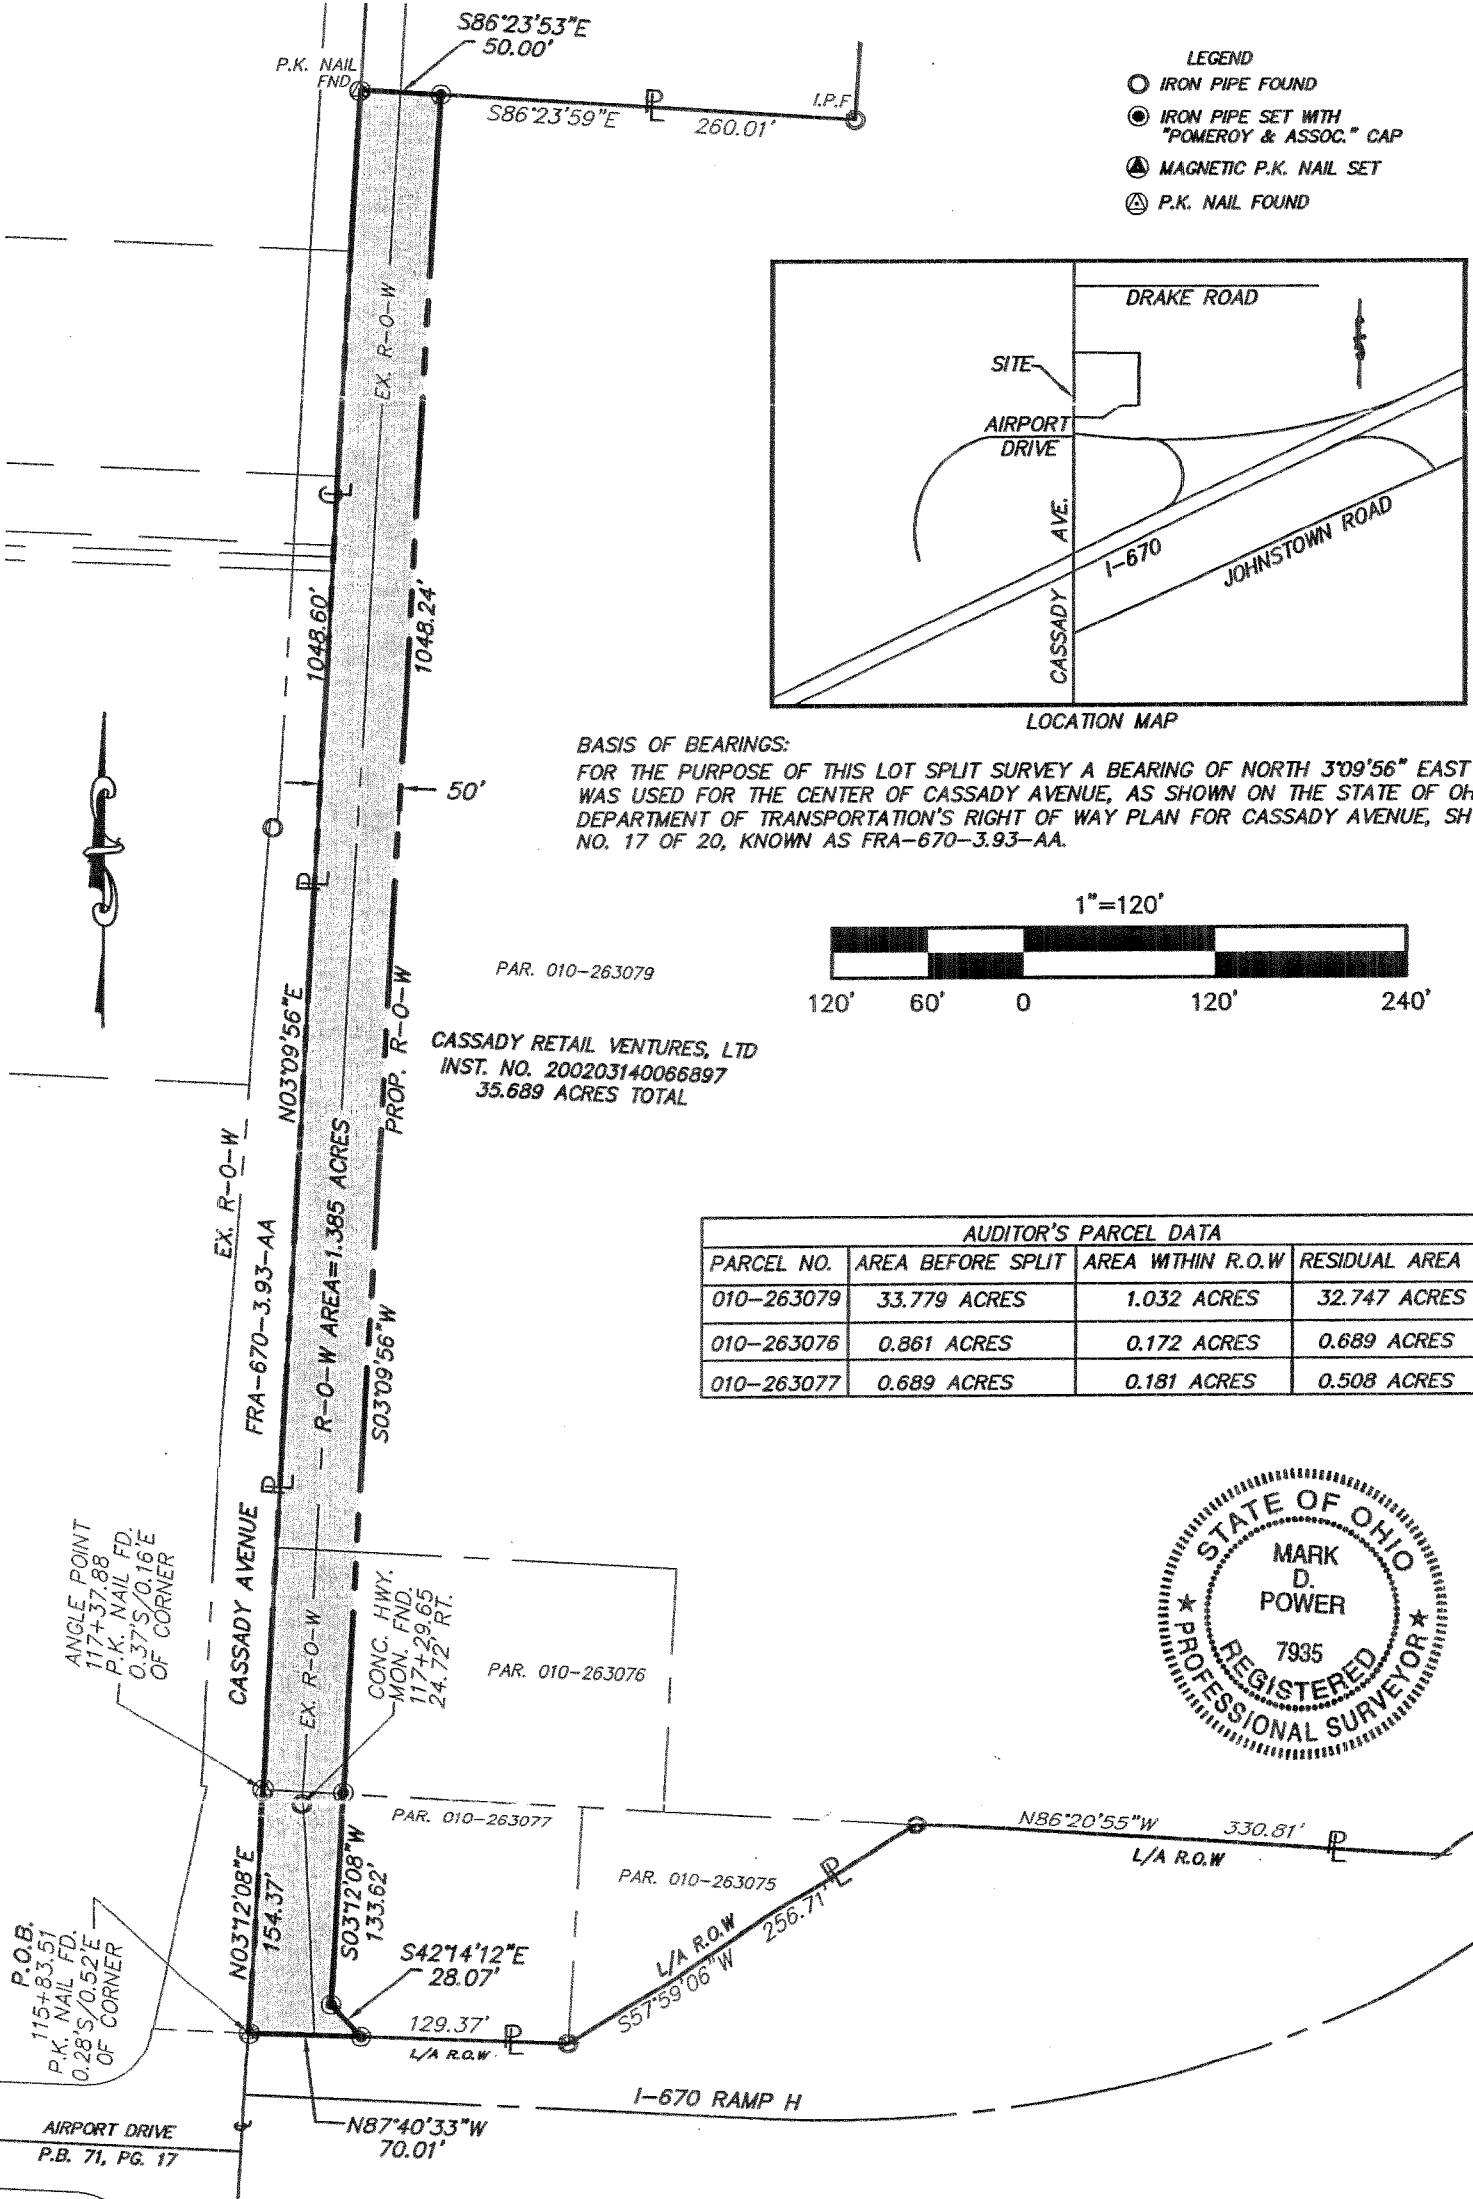 S86°23'53"E
50.00'
P.K. NAIL
FND
S86°23'59"E
260.01'
I.P.F
LEGEND
IRON PIPE FOUND
IRON PIPE SET WITH
"POMEROY & ASSOC." CAP
MAGNETIC P.K. NAIL SET
P.K. NAIL FOUND
EX. R-O-W
DRAKE ROAD
SITE
AIRPORT
DRIVE
CASSADY AVE.
I-670
JOHNSTOWN ROAD
LOCATION MAP
1048.60'
1048.24'
50'
BASIS OF BEARINGS:
FOR THE PURPOSE OF THIS LOT SPLIT SURVEY A BEARING OF NORTH 3°09'56" EAST
WAS USED FOR THE CENTER OF CASSADY AVENUE, AS SHOWN ON THE STATE OF OH
DEPARTMENT OF TRANSPORTATION'S RIGHT OF WAY PLAN FOR CASSADY AVENUE, SH
NO. 17 OF 20, KNOWN AS FRA-670-3.93-AA.
1"=120'
120' 60' 0 120' 240'
PAR. 010-263079
CASSADY RETAIL VENTURES, LTD
INST. NO. 200203140066897
35.689 ACRES TOTAL
N03°09'56"E
PROP. R-O-W
EX. R-O-W
FRA-670-3.93-AA
R-O-W AREA=1.385 ACRES
S03°09'56"W
AUDITOR'S PARCEL DATA
PARCEL NO. AREA BEFORE SPLIT AREA WITHIN R.O.W RESIDUAL AREA
010-263079 33.779 ACRES 1.032 ACRES 32.747 ACRES
010-263076 0.861 ACRES 0.172 ACRES 0.689 ACRES
010-263077 0.689 ACRES 0.181 ACRES 0.508 ACRES
STATE OF OHIO
MARK
D.
POWER
7935
REGISTERED
PROFESSIONAL SURVEYOR
ANGLE POINT
117+37.88
P.K. NAIL FD.
0.37'S/0.16'E
OF CORNER
CASSADY AVENUE
EX. R-O-W
CONC. HWY.
MON. FND.
117+29.65
24.72' RT.
PAR. 010-263076
PAR. 010-263077
PAR. 010-263075
N86°20'55"W
330.81'
L/A R.O.W
N03°12'08"E
154.37'
S03°12'08"W
133.62'
S42°14'12"E
28.07'
L/A R.O.W
256.71'
S57°59'06"W
P.O.B.
115+83.51
P.K. NAIL FD.
0.28'S/0.52'E
OF CORNER
129.37'
L/A R.O.W
I-670 RAMP H
N87°40'33"W
70.01'
AIRPORT DRIVE
P.B. 71, PG. 17